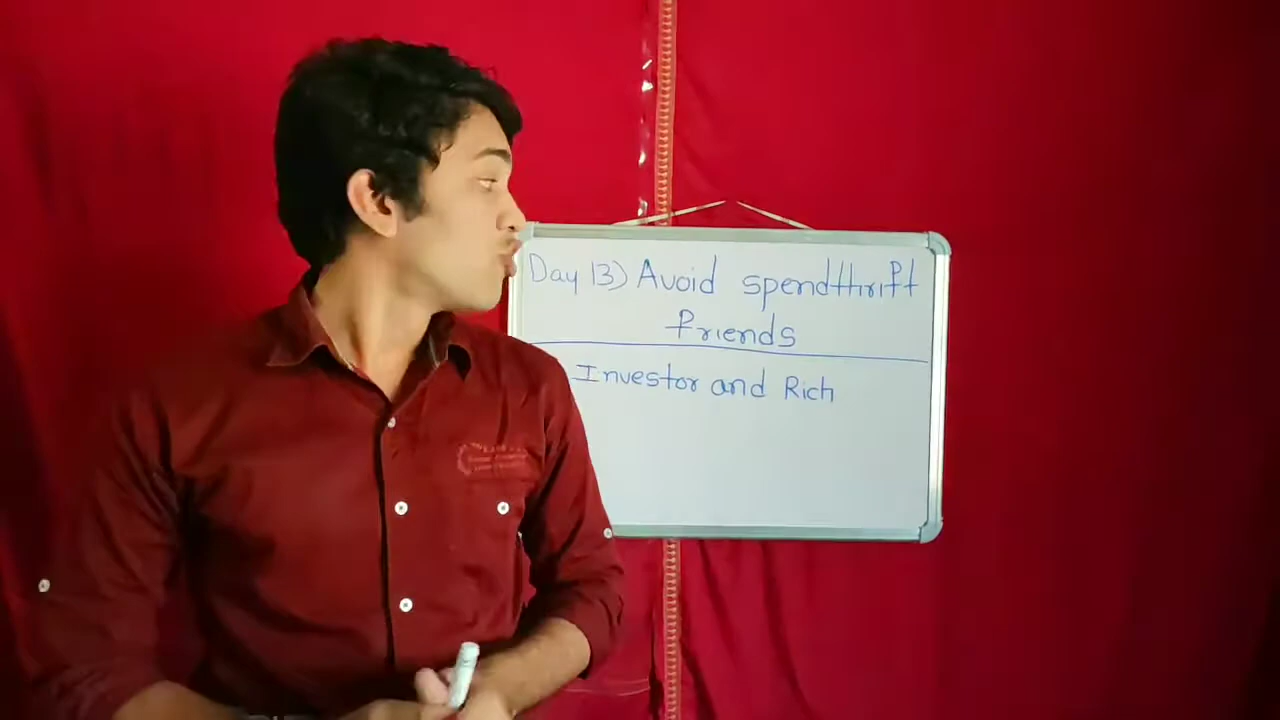 Day 13) Avoid spendthrift
friends
Investor and Rich